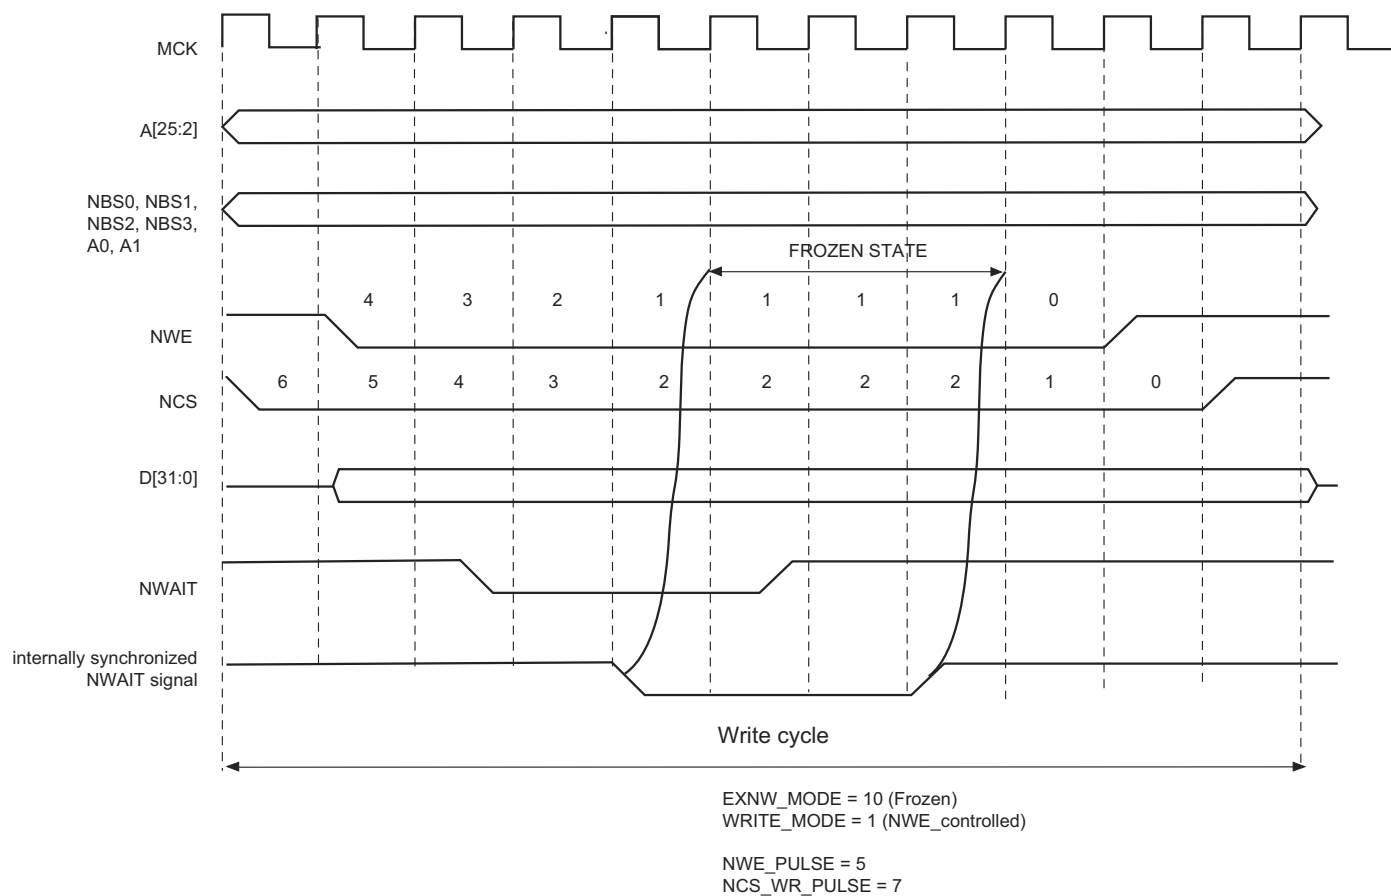 MCK
A[25:2]
NBS0, NBS1,
NBS2, NBS3,
A0, A1
FROZEN STATE
4 3 2 1 1 1 1 0
NWE
6 5 4 3 2 2 2 2 1 0
NCS
D[31:0]
NWAIT
internally synchronized
NWAIT signal
Write cycle
EXNW_MODE = 10 (Frozen)
WRITE_MODE = 1 (NWE_controlled)
NWE_PULSE = 5
NCS_WR_PULSE = 7